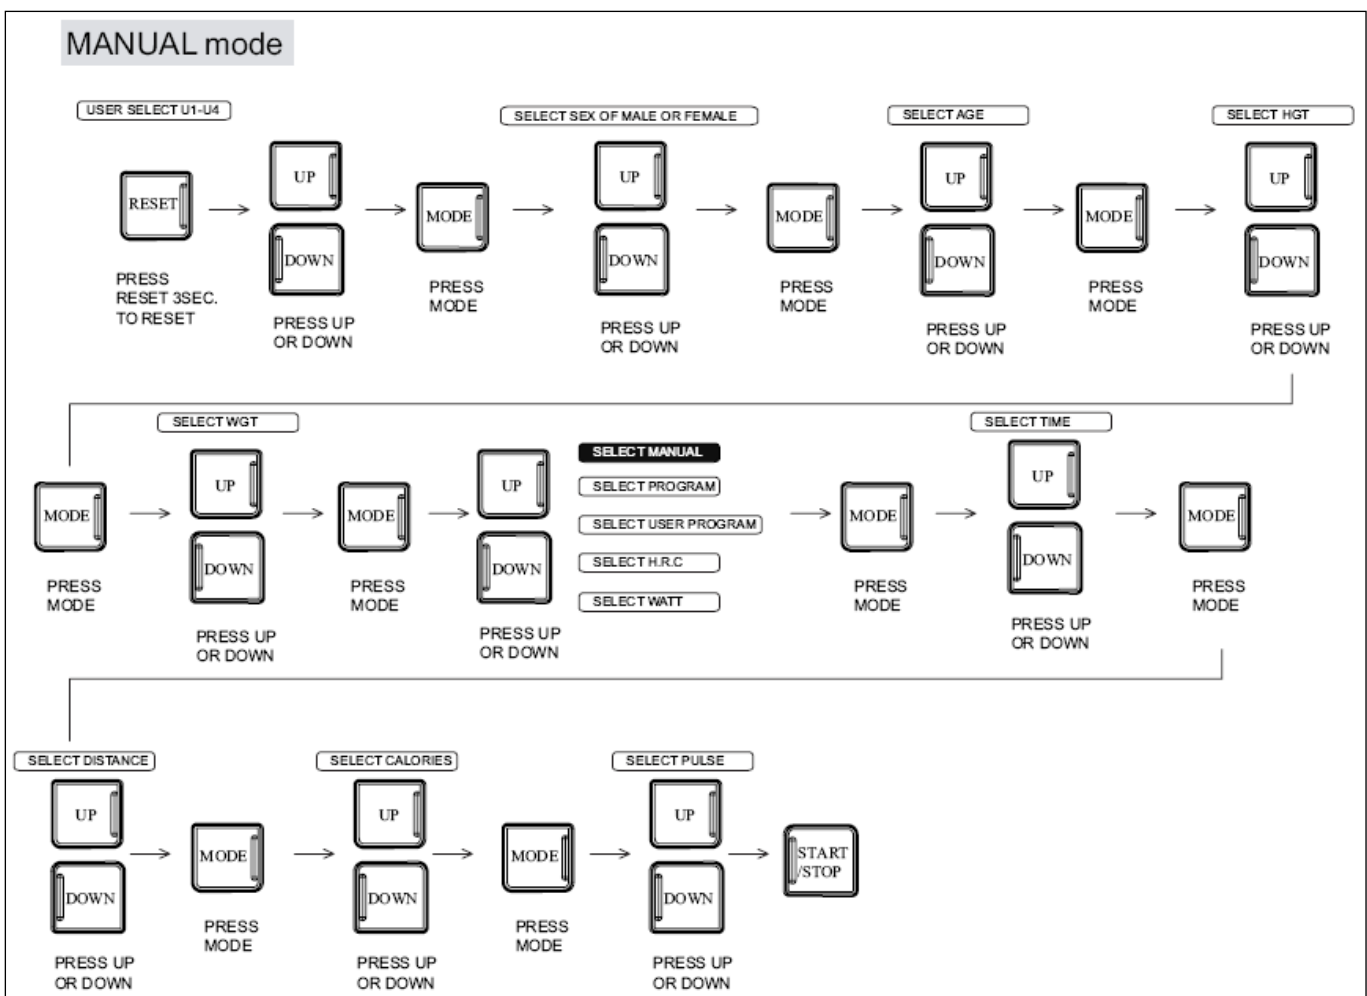 MANUAL mode
USER SELECT U1-U4
SELECT SEX OF MALE OR FEMALE
SELECT AGE
SELECT HGT
RESET
UP
DOWN
MODE
UP
DOWN
MODE
UP
DOWN
MODE
UP
DOWN
PRESS
RESET 3SEC.
TO RESET
PRESS UP
OR DOWN
PRESS
MODE
PRESS UP
OR DOWN
PRESS
MODE
PRESS UP
OR DOWN
PRESS
MODE
PRESS UP
OR DOWN
SELECT WGT
SELECT MANUAL
SELECT PROGRAM
SELECT USER PROGRAM
SELECT H.R.C
SELECT WATT
SELECT TIME
MODE
UP
DOWN
MODE
UP
DOWN
MODE
UP
DOWN
MODE
PRESS
MODE
PRESS UP
OR DOWN
PRESS
MODE
PRESS UP
OR DOWN
PRESS
MODE
PRESS UP
OR DOWN
PRESS
MODE
SELECT DISTANCE
SELECT CALORIES
SELECT PULSE
UP
DOWN
MODE
UP
DOWN
MODE
UP
DOWN
START
/STOP
PRESS UP
OR DOWN
PRESS
MODE
PRESS UP
OR DOWN
PRESS
MODE
PRESS UP
OR DOWN